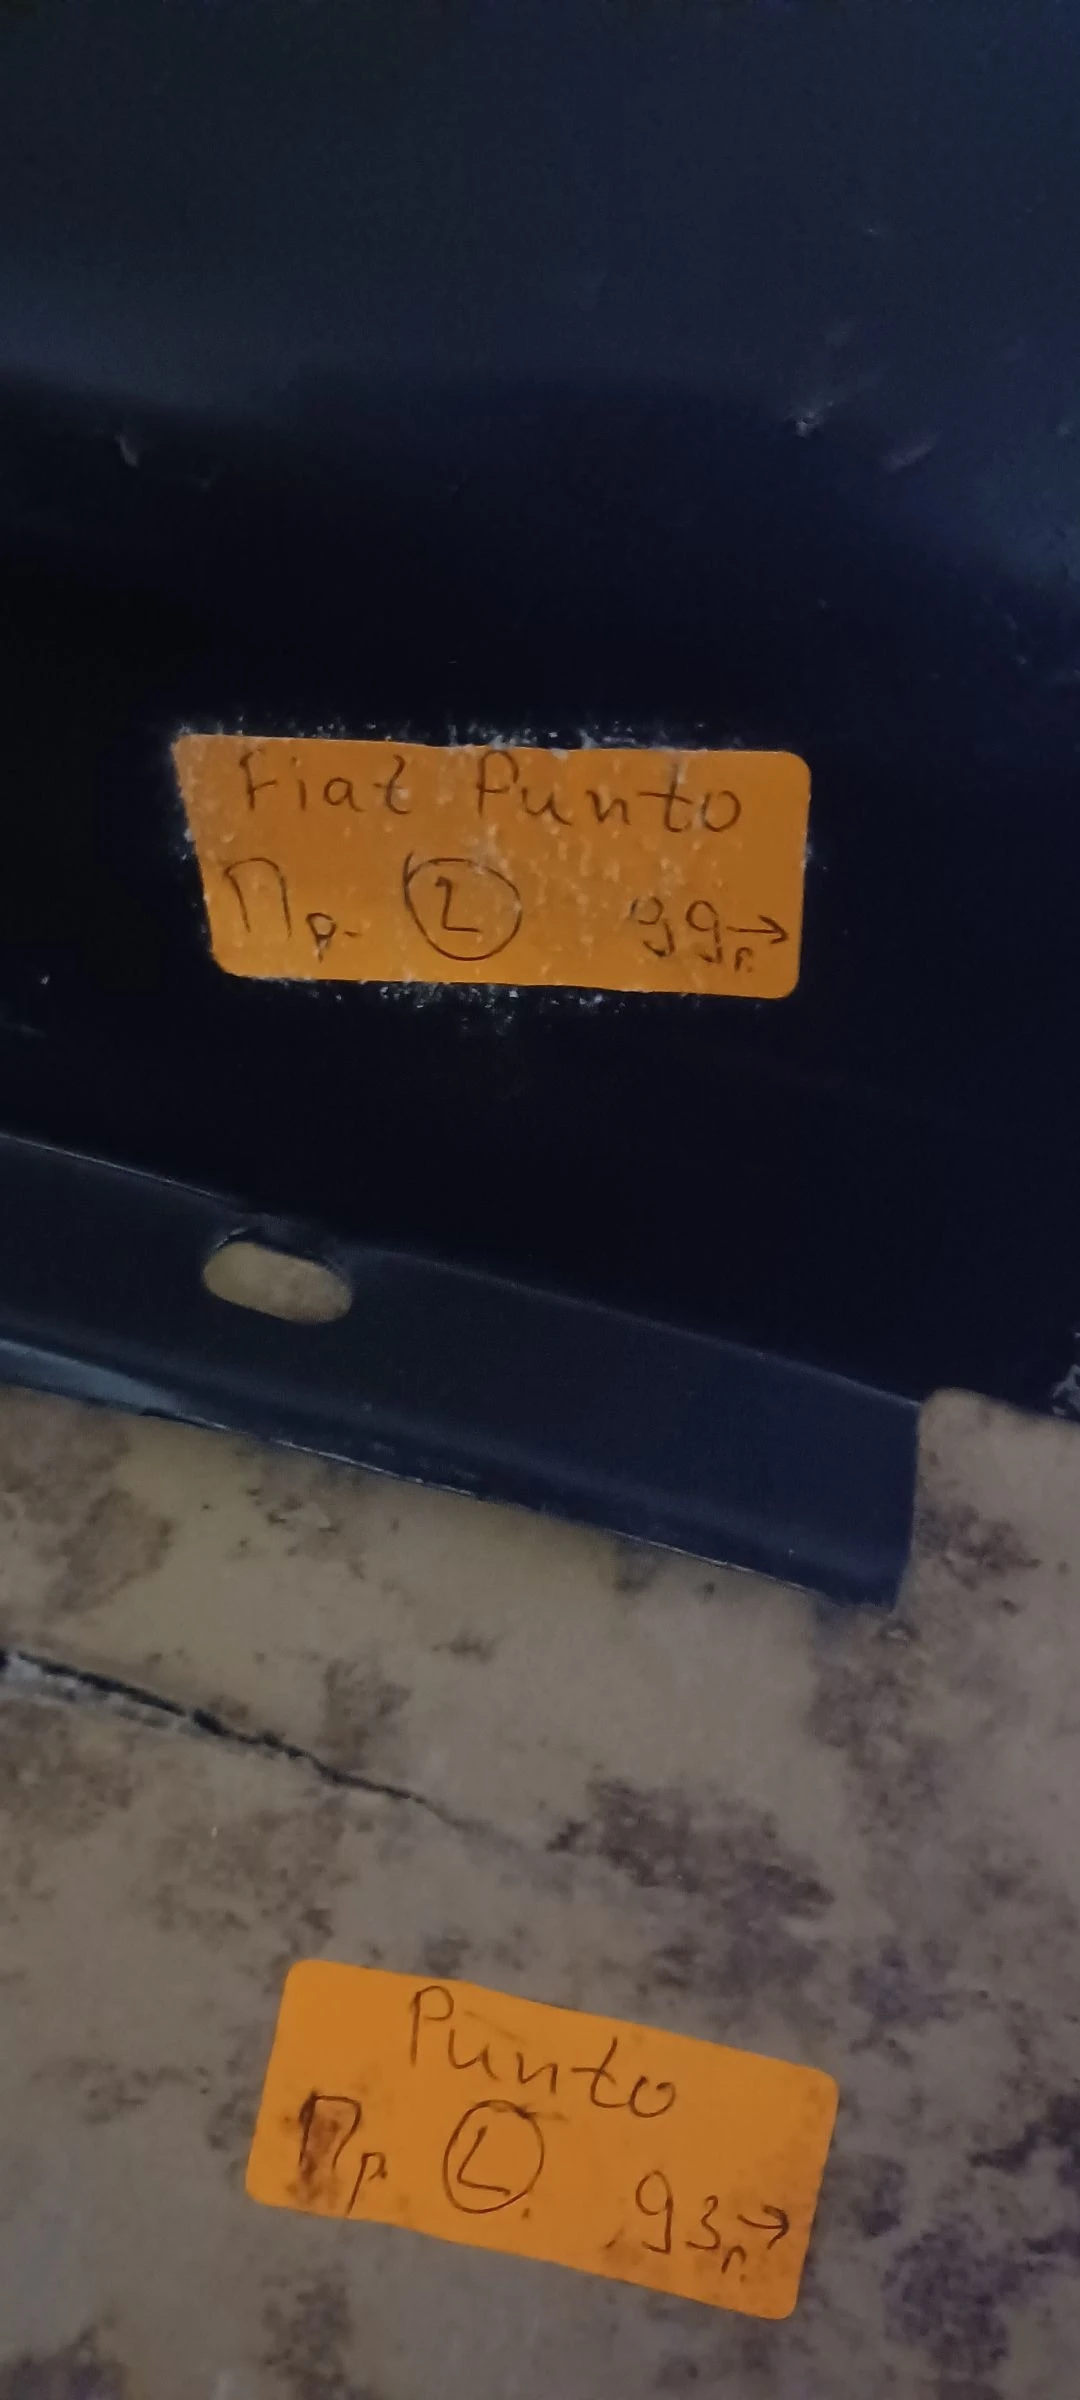 Fiat Punto
Пр. L 99г. →
Punto
Пр. L 93г. →